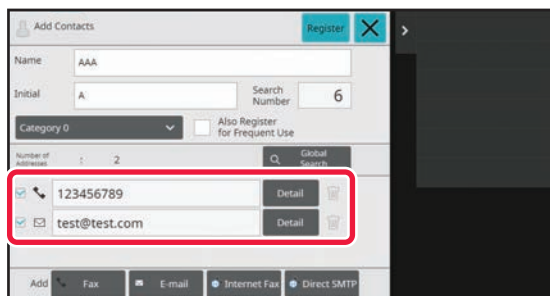 Add Contacts Register
Name AAA
Initial A Search Number 6
Category 0 Also Register for Frequent Use
Number of Addresses : 2 Global Search
123456789 Detail
test@test.com Detail
Add Fax E-mail Internet Fax Direct SMTP